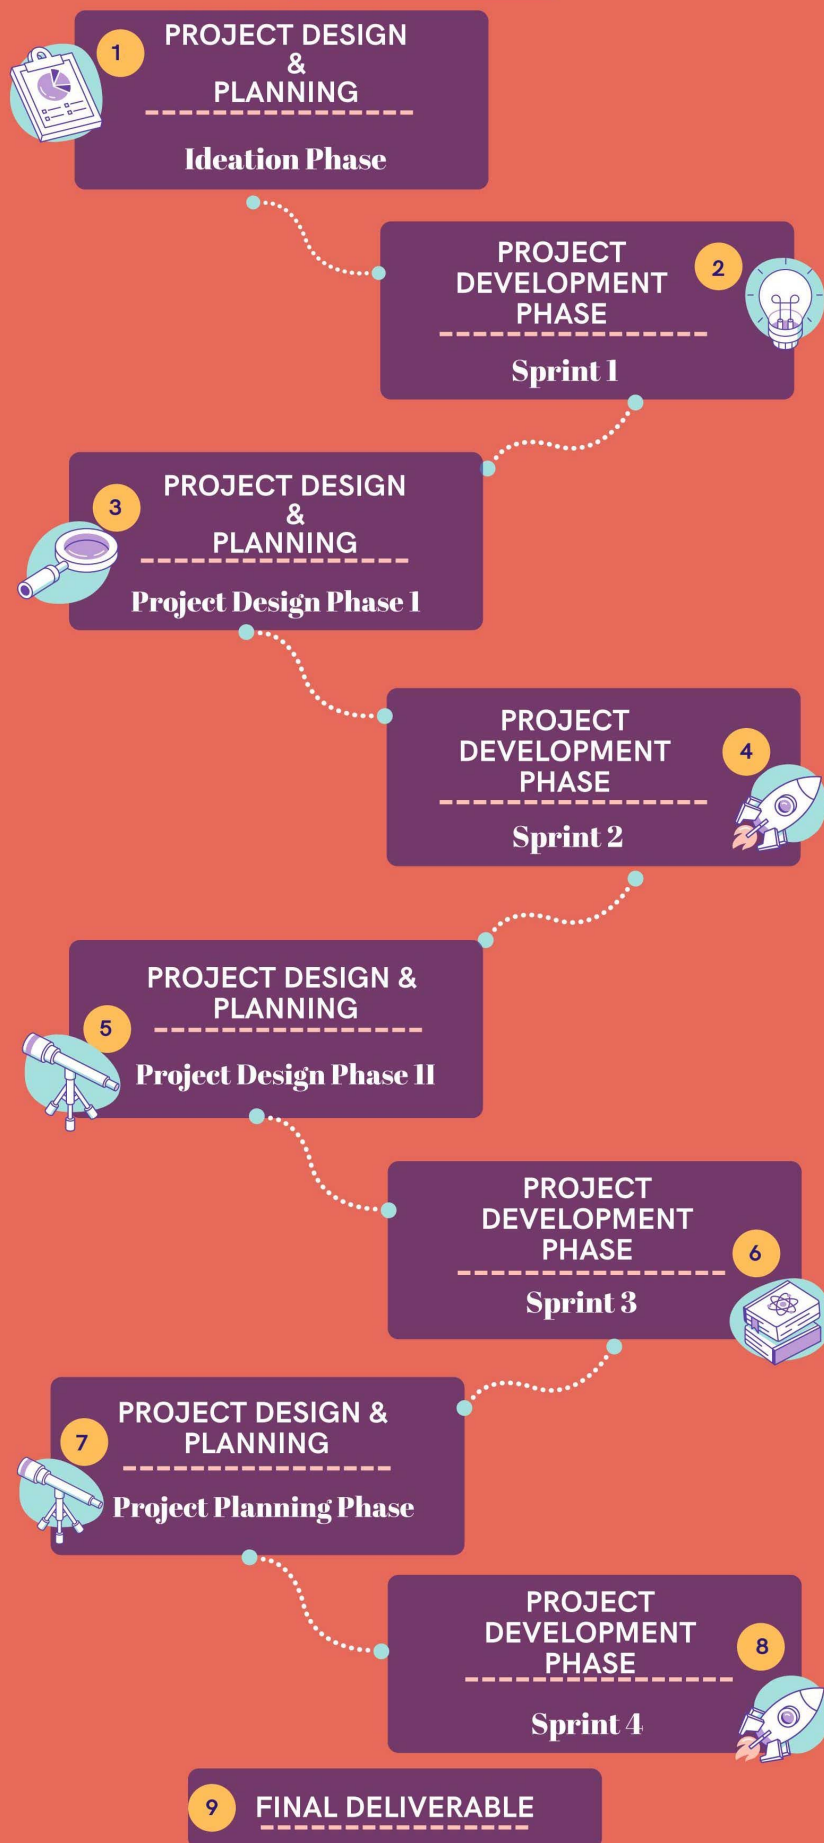 1
PROJECT DESIGN
&
PLANNING
Ideation Phase
2
PROJECT
DEVELOPMENT
PHASE
Sprint 1
3
PROJECT DESIGN
&
PLANNING
Project Design Phase 1
4
PROJECT
DEVELOPMENT
PHASE
Sprint 2
5
PROJECT DESIGN &
PLANNING
Project Design Phase 1I
6
PROJECT
DEVELOPMENT
PHASE
Sprint 3
7
PROJECT DESIGN &
PLANNING
Project Planning Phase
8
PROJECT
DEVELOPMENT
PHASE
Sprint 4
9 FINAL DELIVERABLE